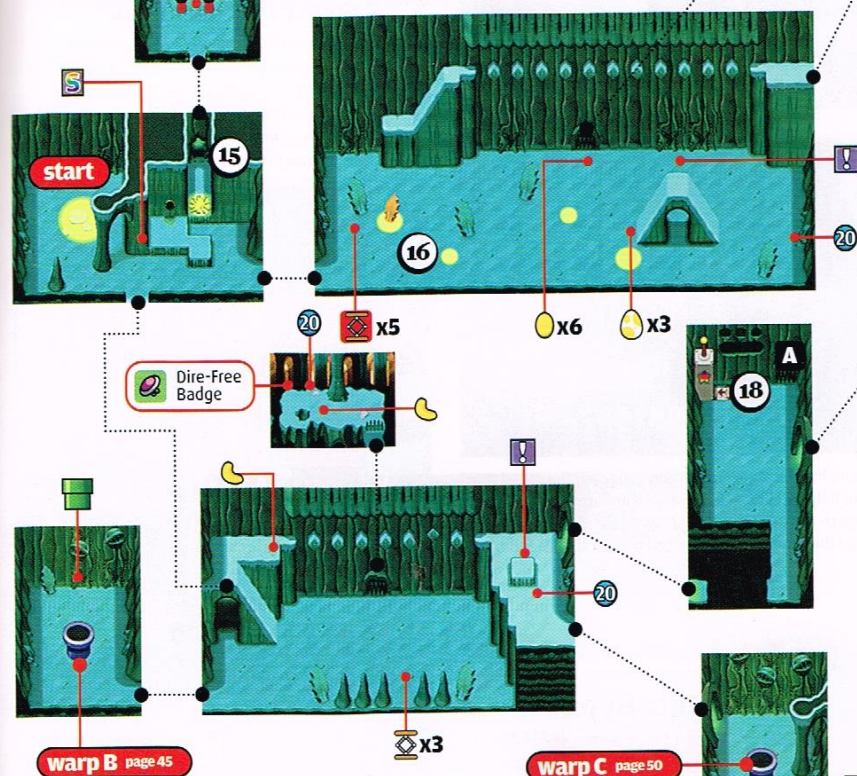 S
start
15
!
16
20
x5
x6
x3
20
Dire-Free
Badge
A
18
!
20
x3
warp B page 45
warp C page 50